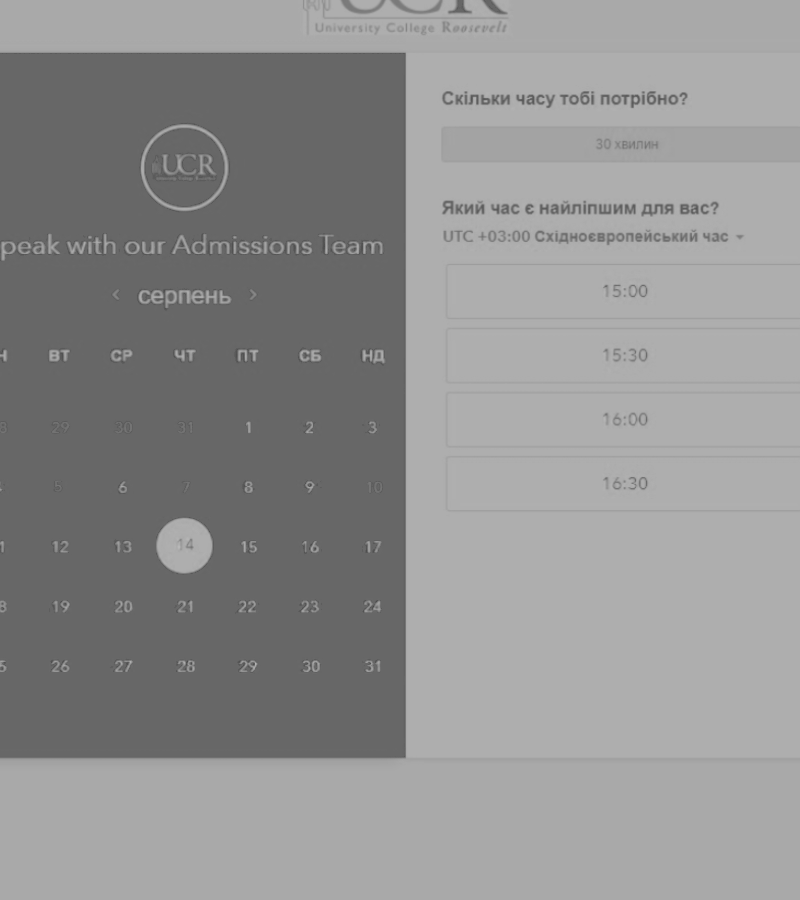 UCR
University College Roosevelt
UCR
peak with our Admissions Team
серпень
Н ВТ СР ЧТ ПТ СБ НД
8 29 30 31 1 2 3
5 6 7 8 9 10
1 12 13 14 15 16 17
8 19 20 21 22 23 24
5 26 27 28 29 30 31
Скільки часу тобі потрібно?
30 хвилин
Який час є найліпшим для вас?
UTC +03:00 Східноєвропейський час
15:00
15:30
16:00
16:30